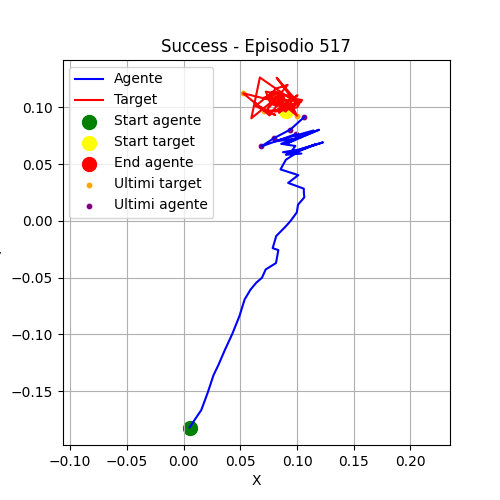 Success - Episodio 517
Agente
Target
Start agente
Start target
End agente
Ultimi target
Ultimi agente
0.10
0.05
0.00
−0.05
−0.10
−0.15
−0.10
−0.05
0.00
0.05
0.10
0.15
0.20
X